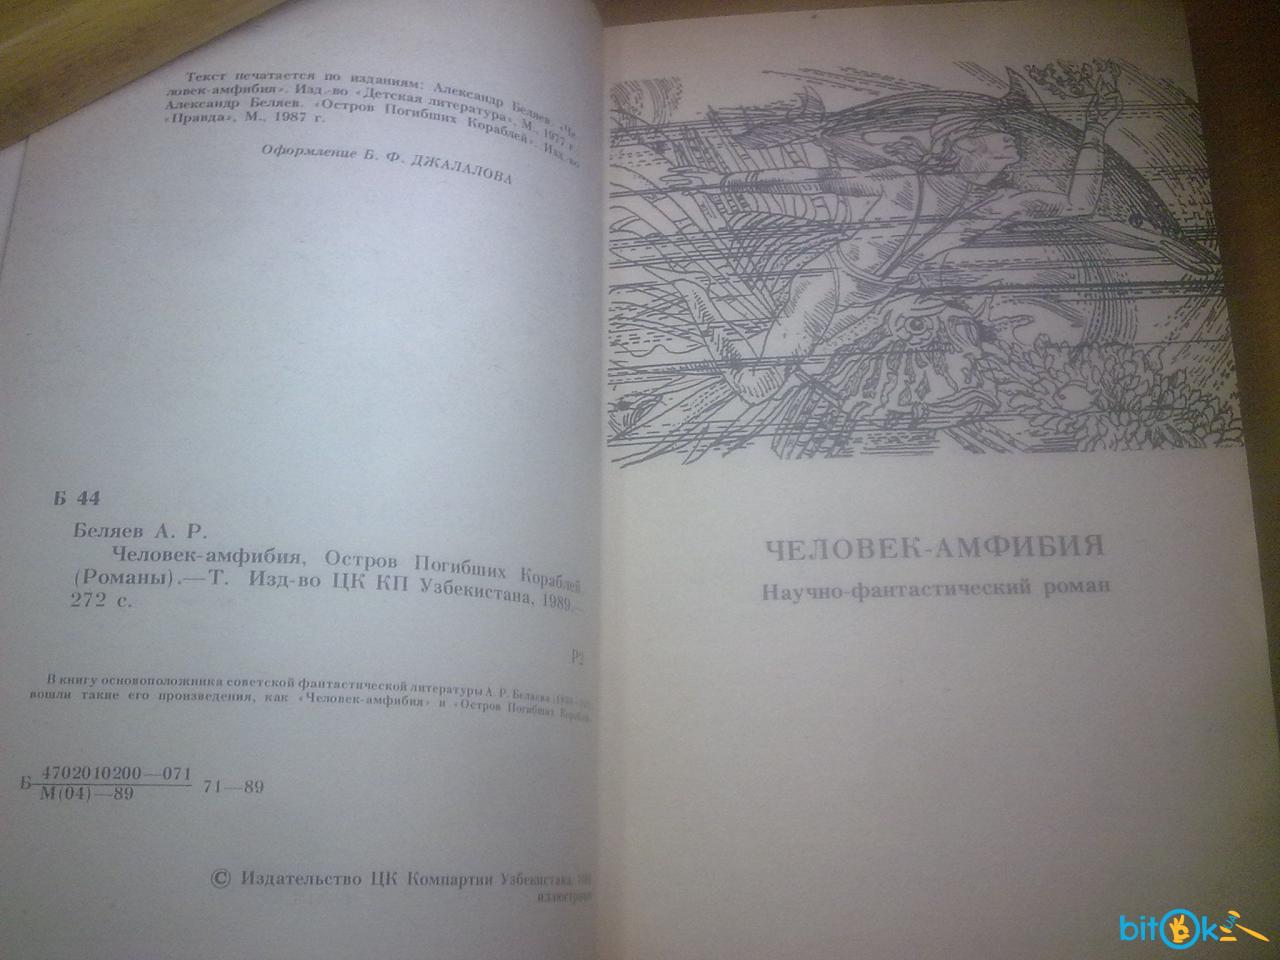 Текст печатается по изданиям: Александр Беляев. «Че-
ловек-амфибия». Изд.-во «Детская литература», М., 1977 г.
Александр Беляев. «Остров Погибших Кораблей». Изд.-во
«Правда», М., 1987 г.
Оформление Б. Ф. ДЖАЛАЛОВА
Б 44
Беляев А. Р.
Человек-амфибия, Остров Погибших Кораблей
(Романы).—Т. Изд-во ЦК КП Узбекистана, 1989.—
272 с.
Р2
В книгу основоположника советской фантастической литературы А. Р. Беляева
вошли такие его произведения, как «Человек-амфибия» и «Остров Погибших
Б 4702010200—071 71—89
М(04)—89
© Издательство ЦК Компартии Узбекистана,
ЧЕЛОВЕК-АМФИБИЯ
Научно-фантастический роман
bitOk UA